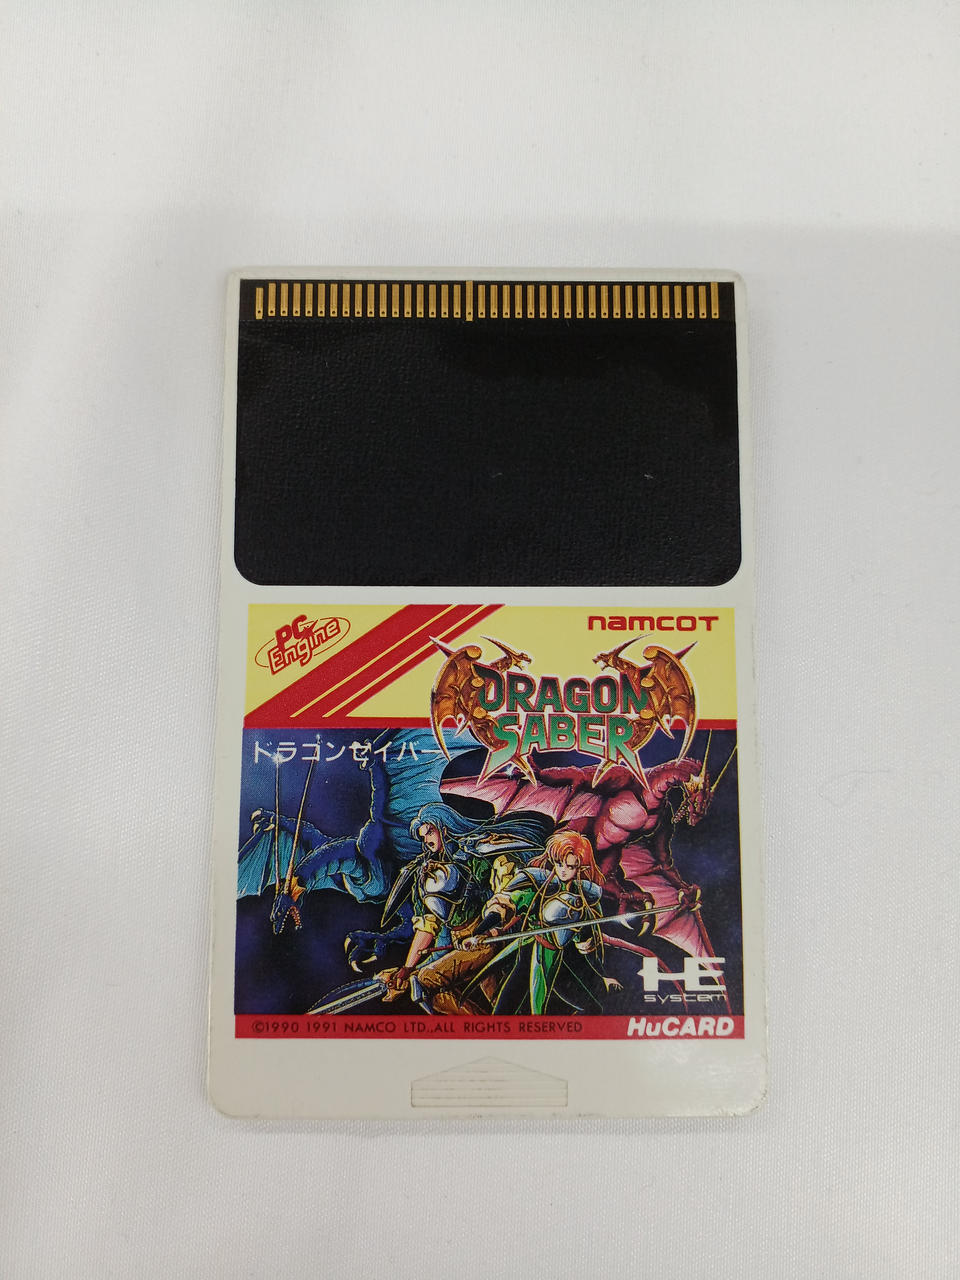 PC
Engine
namcot
DRAGON
SABER
ドラゴンセイバー
HE
SYSTEM
©1990 1991 NAMCO LTD.,ALL RIGHTS RESERVED
HuCARD